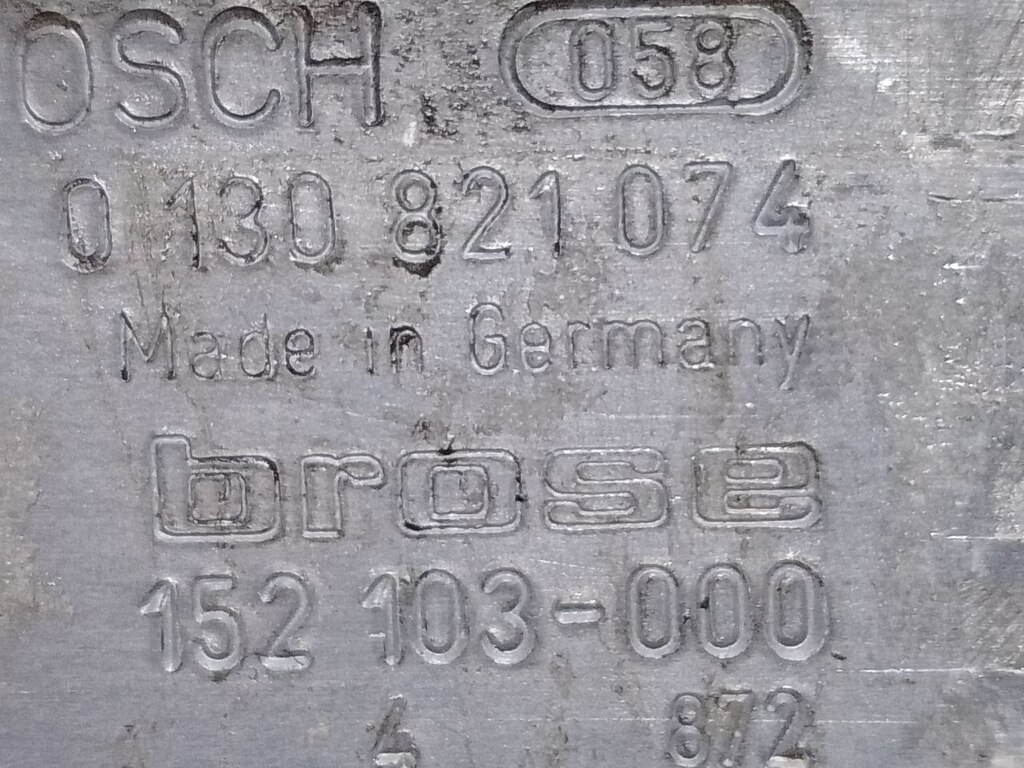 OSCH 058
0 130 821 074
Made in Germany
brose
152 103-000
4 872